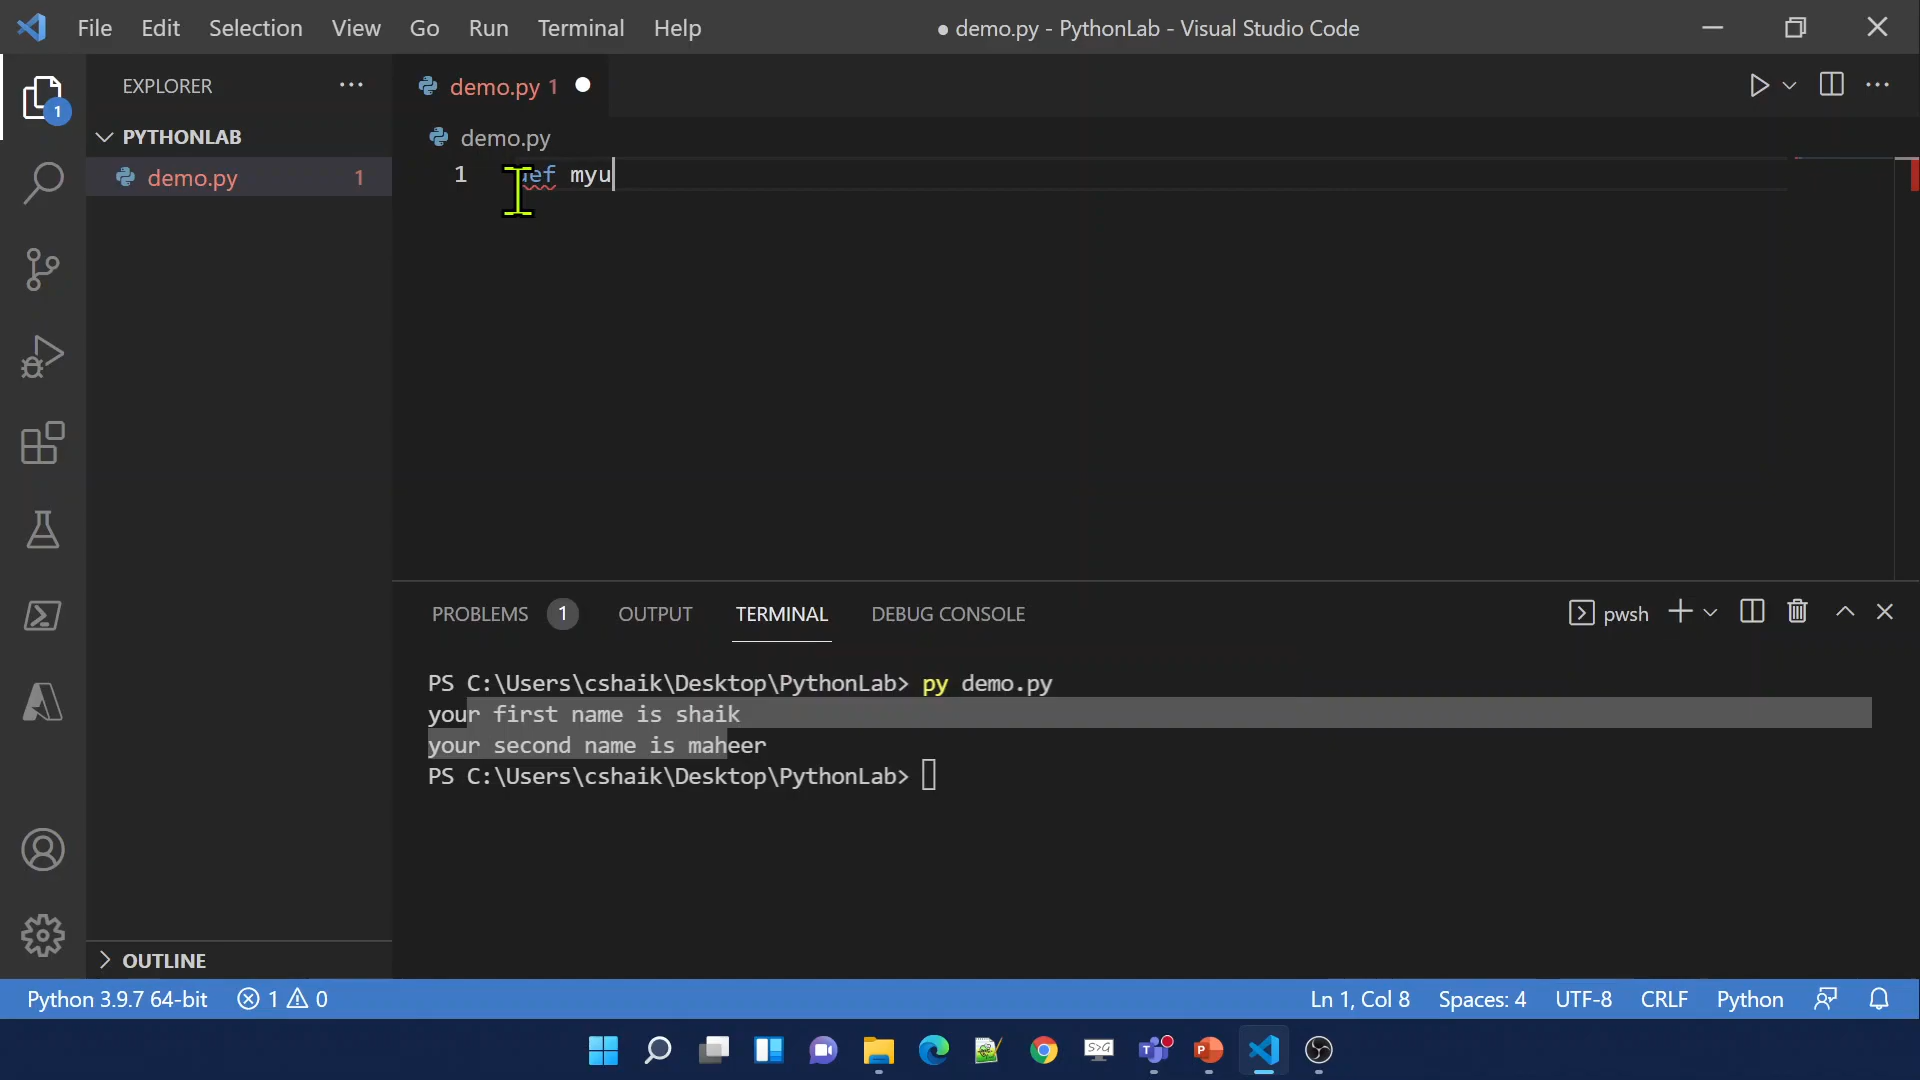 File Edit Selection View Go Run Terminal Help
● demo.py - PythonLab - Visual Studio Code
1
EXPLORER
PYTHONLAB
demo.py 1
OUTLINE
demo.py 1
demo.py
1 def myu
PROBLEMS 1 OUTPUT TERMINAL DEBUG CONSOLE
pwsh
PS C:\Users\cshaik\Desktop\PythonLab> py demo.py
your first name is shaik
your second name is maheer
PS C:\Users\cshaik\Desktop\PythonLab>
Python 3.9.7 64-bit 1 0
Ln 1, Col 8 Spaces: 4 UTF-8 CRLF Python